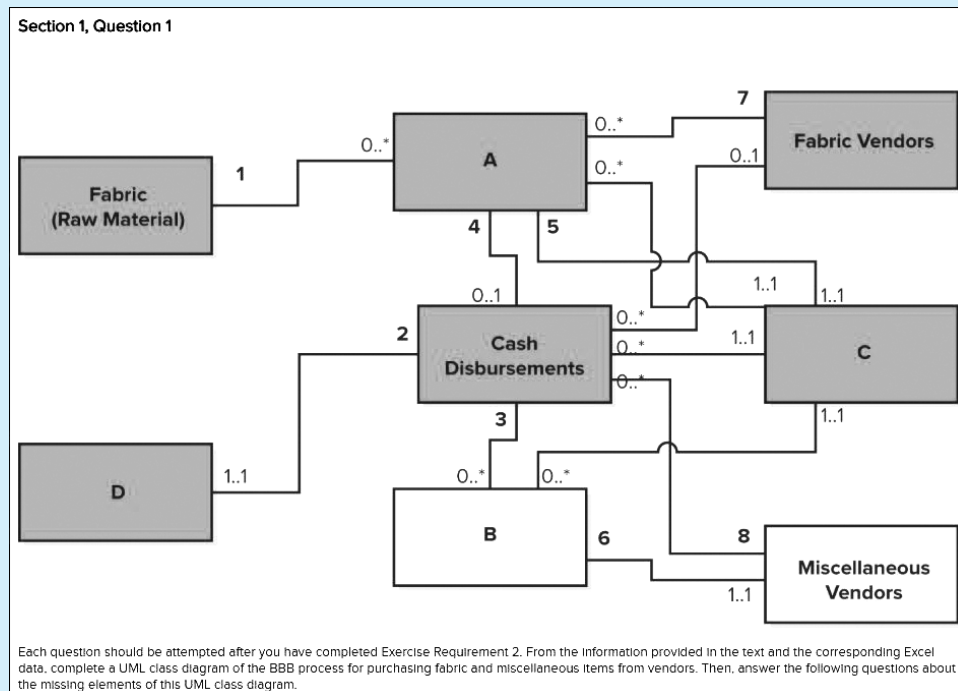 Section 1, Question 1
7
0..*
A
Fabric Vendors
0..*
0..1
0..*
1
Fabric
(Raw Material)
4
5
1..1
0..1
1..1
2
0..*
Cash
Disbursements
0..*
1..1
C
0..*
3
1..1
D
1..1
0..*
0..*
B
6
8
Miscellaneous
Vendors
1..1
Each question should be attempted after you have completed Exercise Requirement 2. From the information provided in the text and the corresponding Excel
data, complete a UML class diagram of the BBB process for purchasing fabric and miscellaneous items from vendors. Then, answer the following questions about
the missing elements of this UML class diagram.